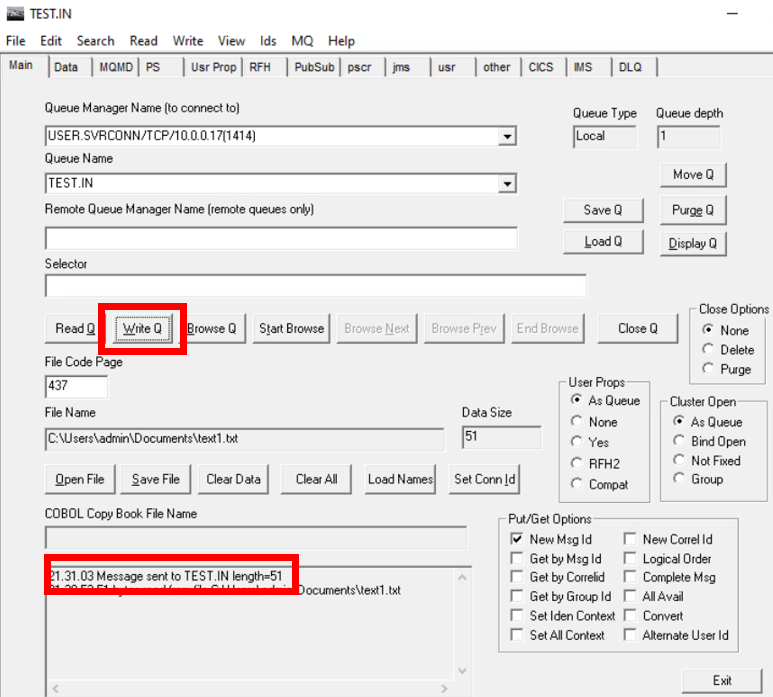 TEST.IN
File Edit Search Read Write View Ids MQ Help
Main Data MQMD PS Usr Prop RFH PubSub pscr jms usr other CICS IMS DLQ
Queue Manager Name (to connect to)
Queue Type Queue depth
USER.SVRCONN/TCP/10.0.0.17(1414)
Local 1
Queue Name
TEST.IN
Move Q
Remote Queue Manager Name (remote queues only)
Save Q Purge Q
Load Q Display Q
Selector
Read Q Write Q Browse Q Start Browse Browse Next Browse Prev End Browse Close Q
Close Options
None
Delete
Purge
File Code Page
437
File Name
Data Size
C:\Users\admin\Documents\text1.txt
51
Open File Save File Clear Data Clear All Load Names Set Conn Id
User Props
As Queue
None
Yes
RFH2
Compat
Cluster Open
As Queue
Bind Open
Not Fixed
Group
COBOL Copy Book File Name
21.31.03 Message sent to TEST.IN length=51
Documents\text1.txt
Put/Get Options
New Msg Id New Correl Id
Get by Msg Id Logical Order
Get by Correlid Complete Msg
Get by Group Id All Avail
Set Iden Context Convert
Set All Context Alternate User Id
Exit